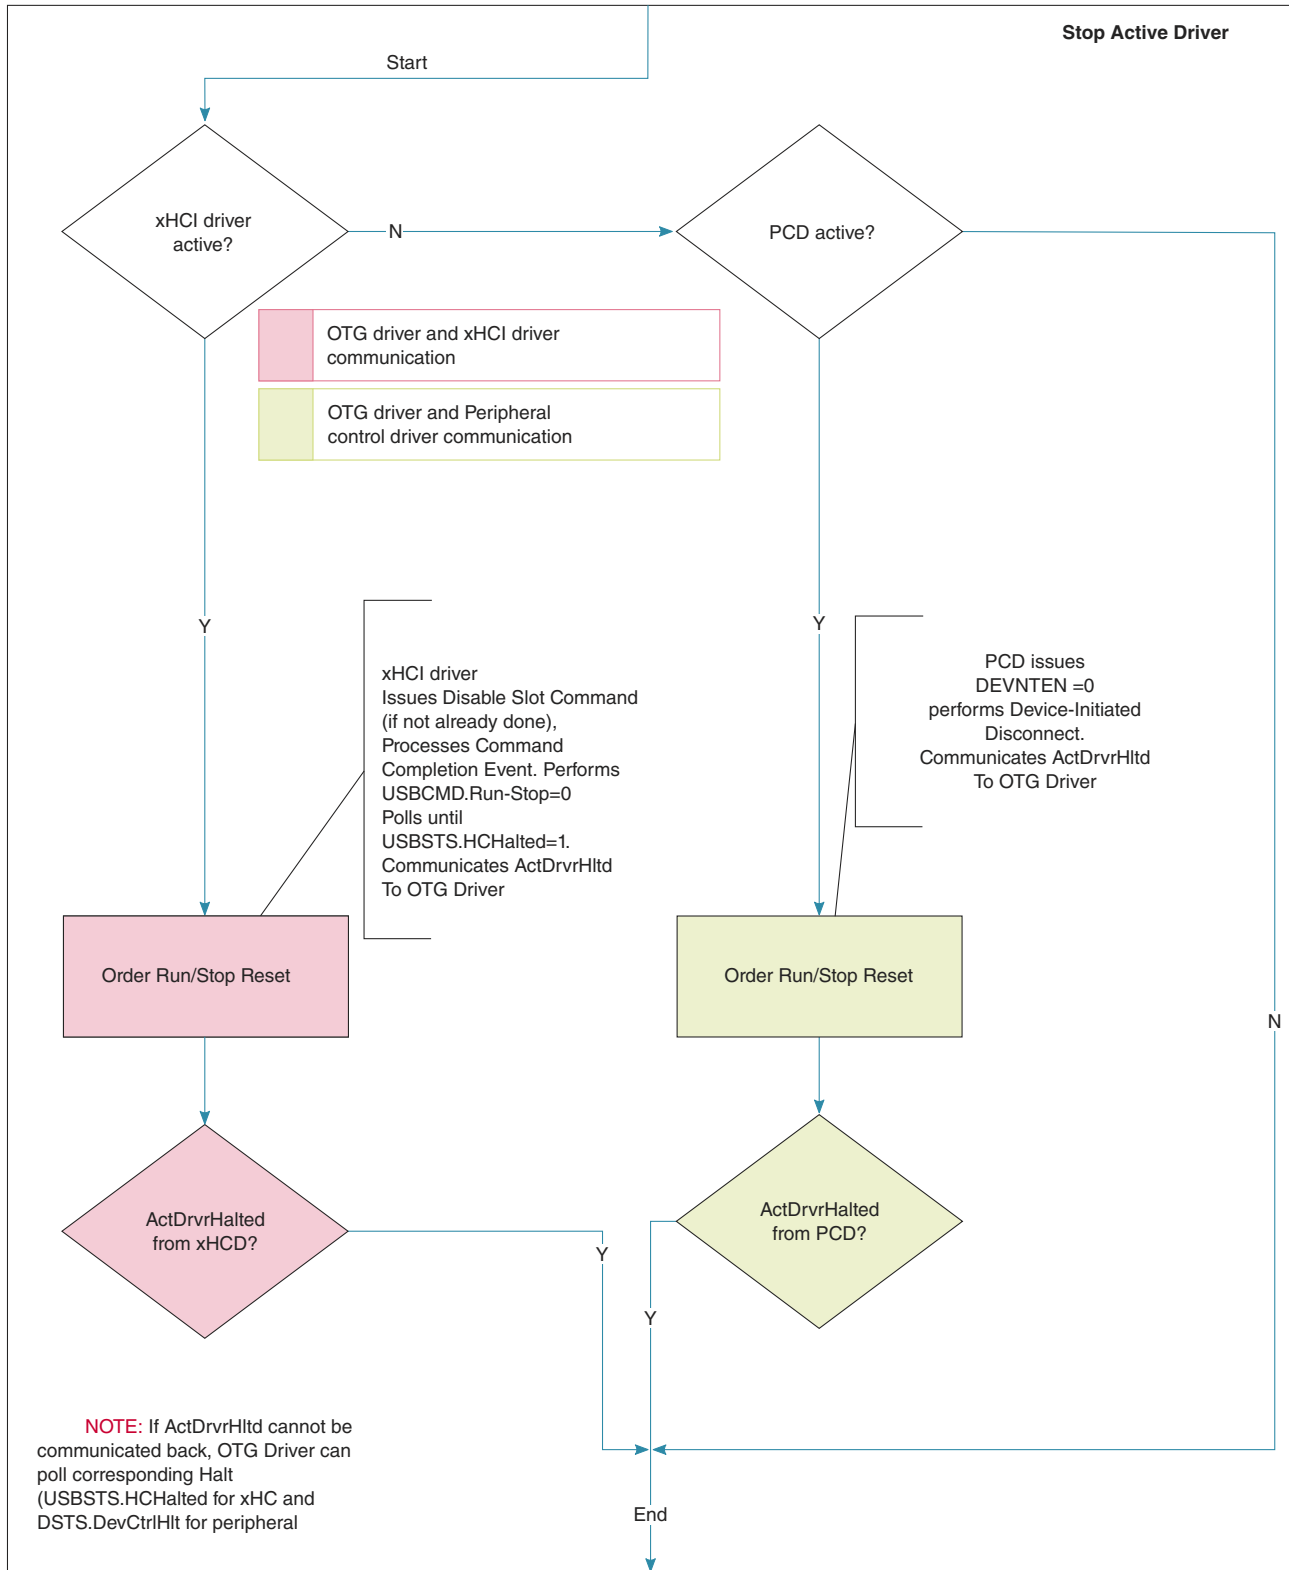 Stop Active Driver
Start
xHCI driver
active?
N
PCD active?
OTG driver and xHCI driver
communication
OTG driver and Peripheral
control driver communication
Y
xHCI driver
Issues Disable Slot Command
(if not already done),
Processes Command
Completion Event. Performs
USBCMD.Run-Stop=0
Polls until
USBSTS.HCHalted=1.
Communicates ActDrvrHltd
To OTG Driver
Y
PCD issues
DEVNTEN =0
performs Device-Initiated
Disconnect.
Communicates ActDrvrHltd
To OTG Driver
Order Run/Stop Reset
Order Run/Stop Reset
N
ActDrvrHalted
from xHCD?
Y
ActDrvrHalted
from PCD?
Y
NOTE: If ActDrvrHltd cannot be
communicated back, OTG Driver can
poll corresponding Halt
(USBSTS.HCHalted for xHC and
DSTS.DevCtrlHlt for peripheral
End